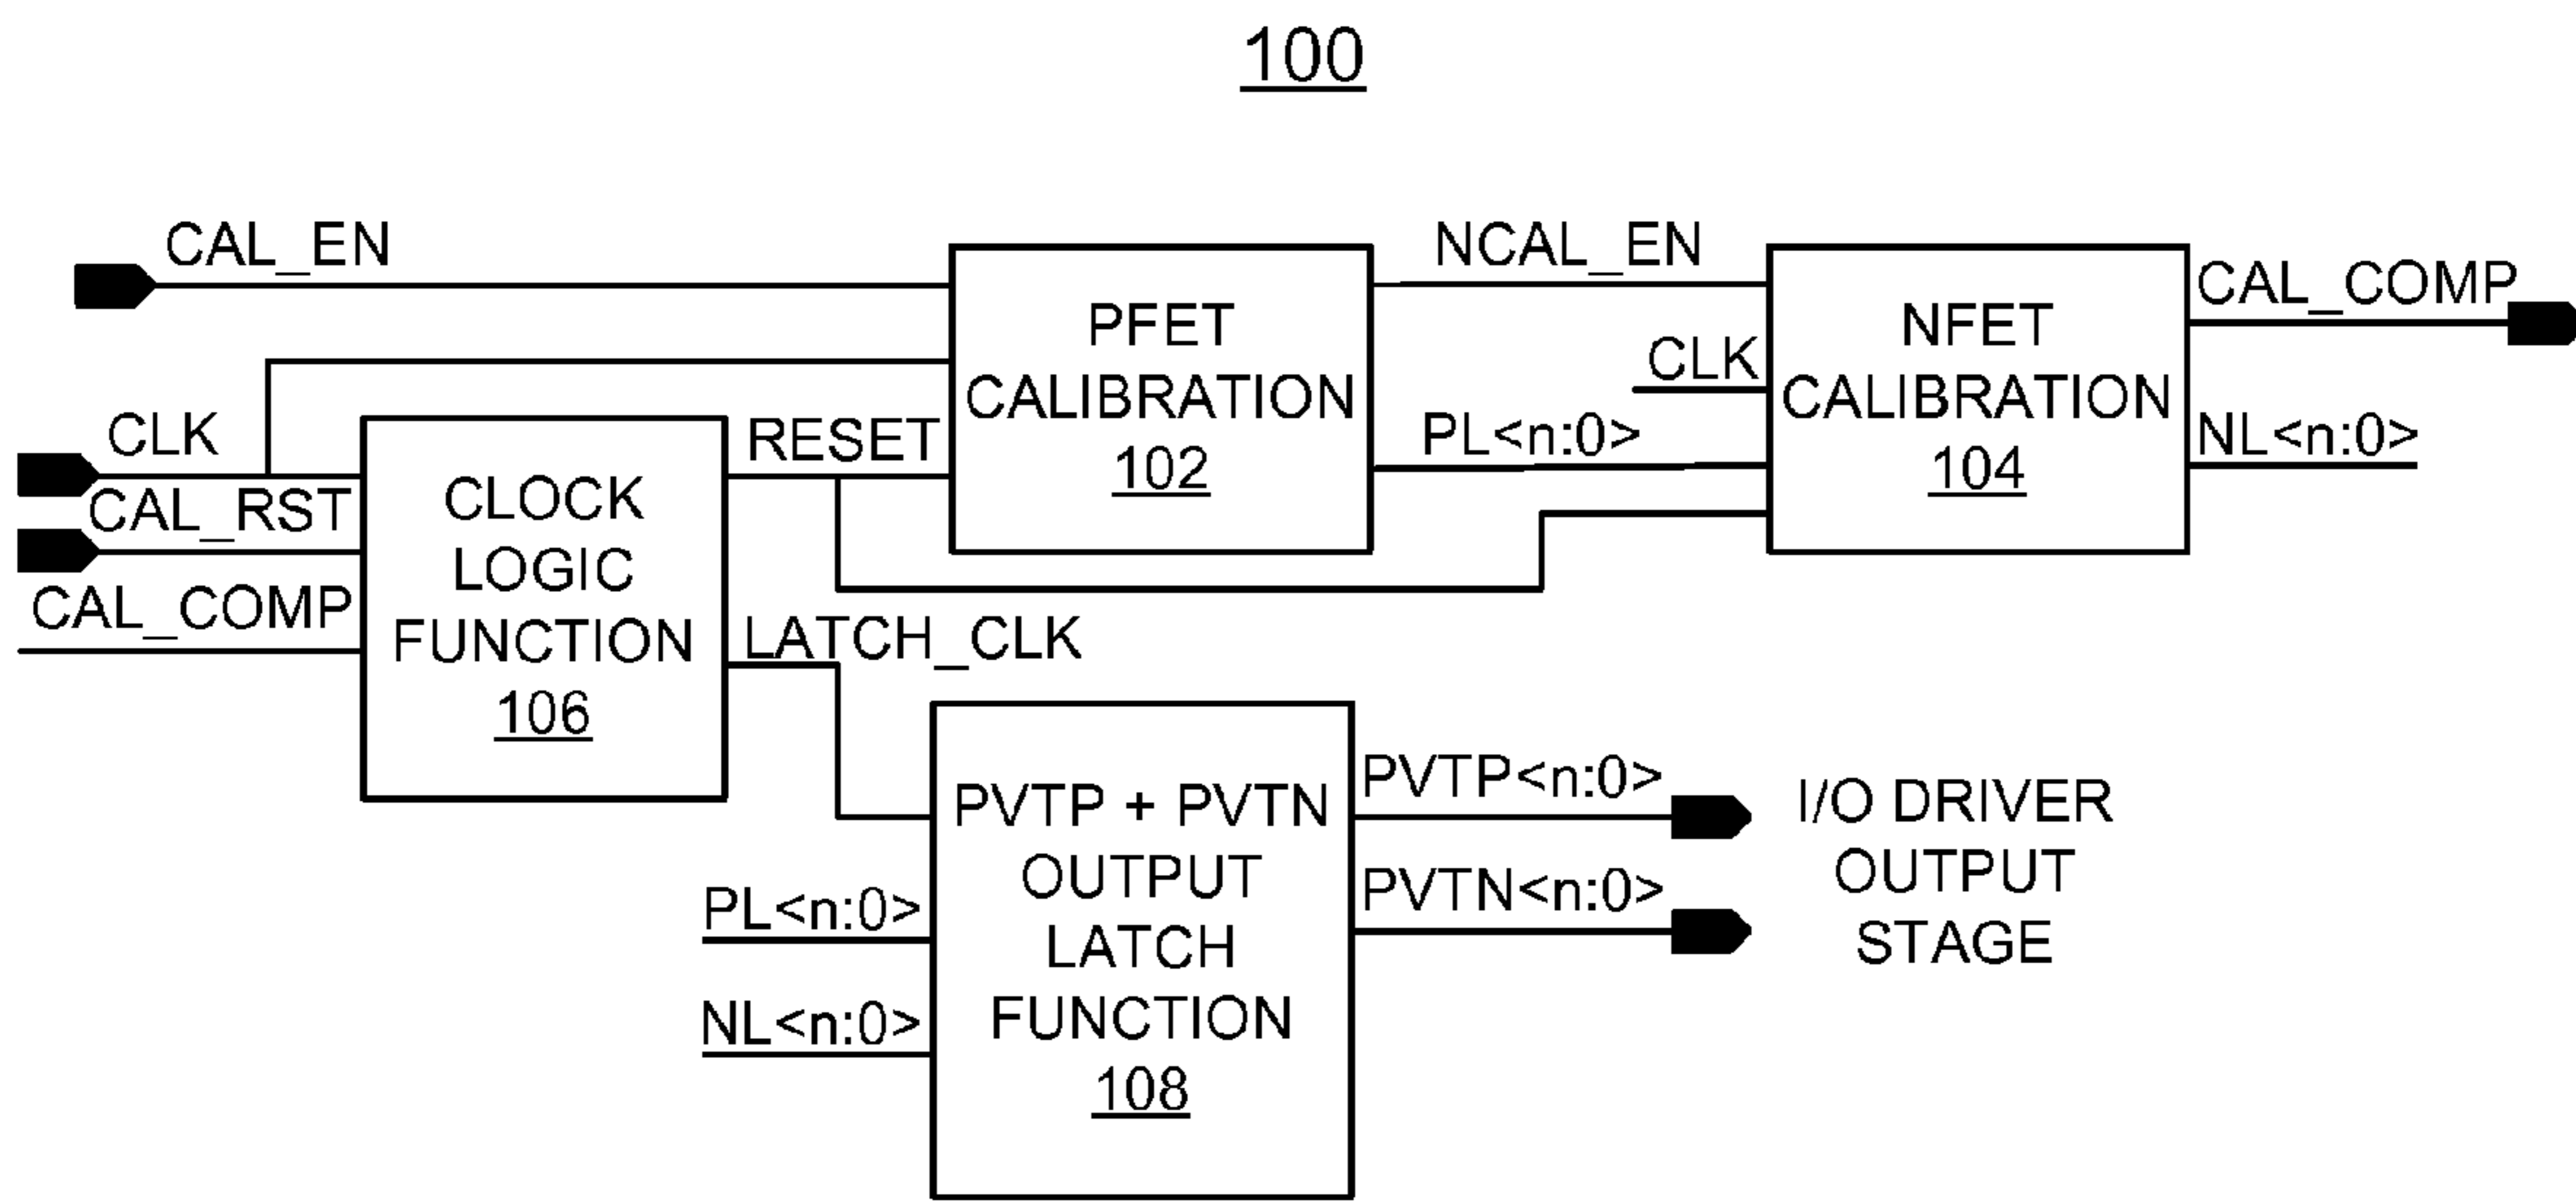 100
CAL_EN
CLK
CAL_RST
CAL_COMP
CLOCK
LOGIC
FUNCTION
106
RESET
LATCH_CLK
PFET
CALIBRATION
102
NCAL_EN
CLK
PL<n:0>
NFET
CALIBRATION
104
CAL_COMP
NL<n:0>
PL<n:0>
NL<n:0>
PVTP + PVTN
OUTPUT
LATCH
FUNCTION
108
PVTP<n:0>
PVTN<n:0>
I/O DRIVER
OUTPUT
STAGE